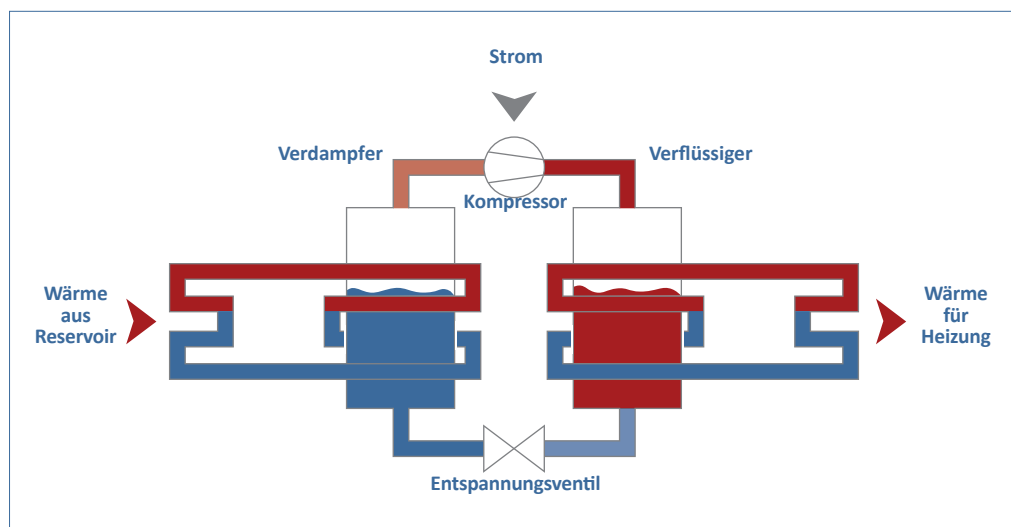 Strom
Verdampfer
Verflüssiger
Kompressor
Wärme
aus
Reservoir
Wärme
für
Heizung
Entspannungsventil